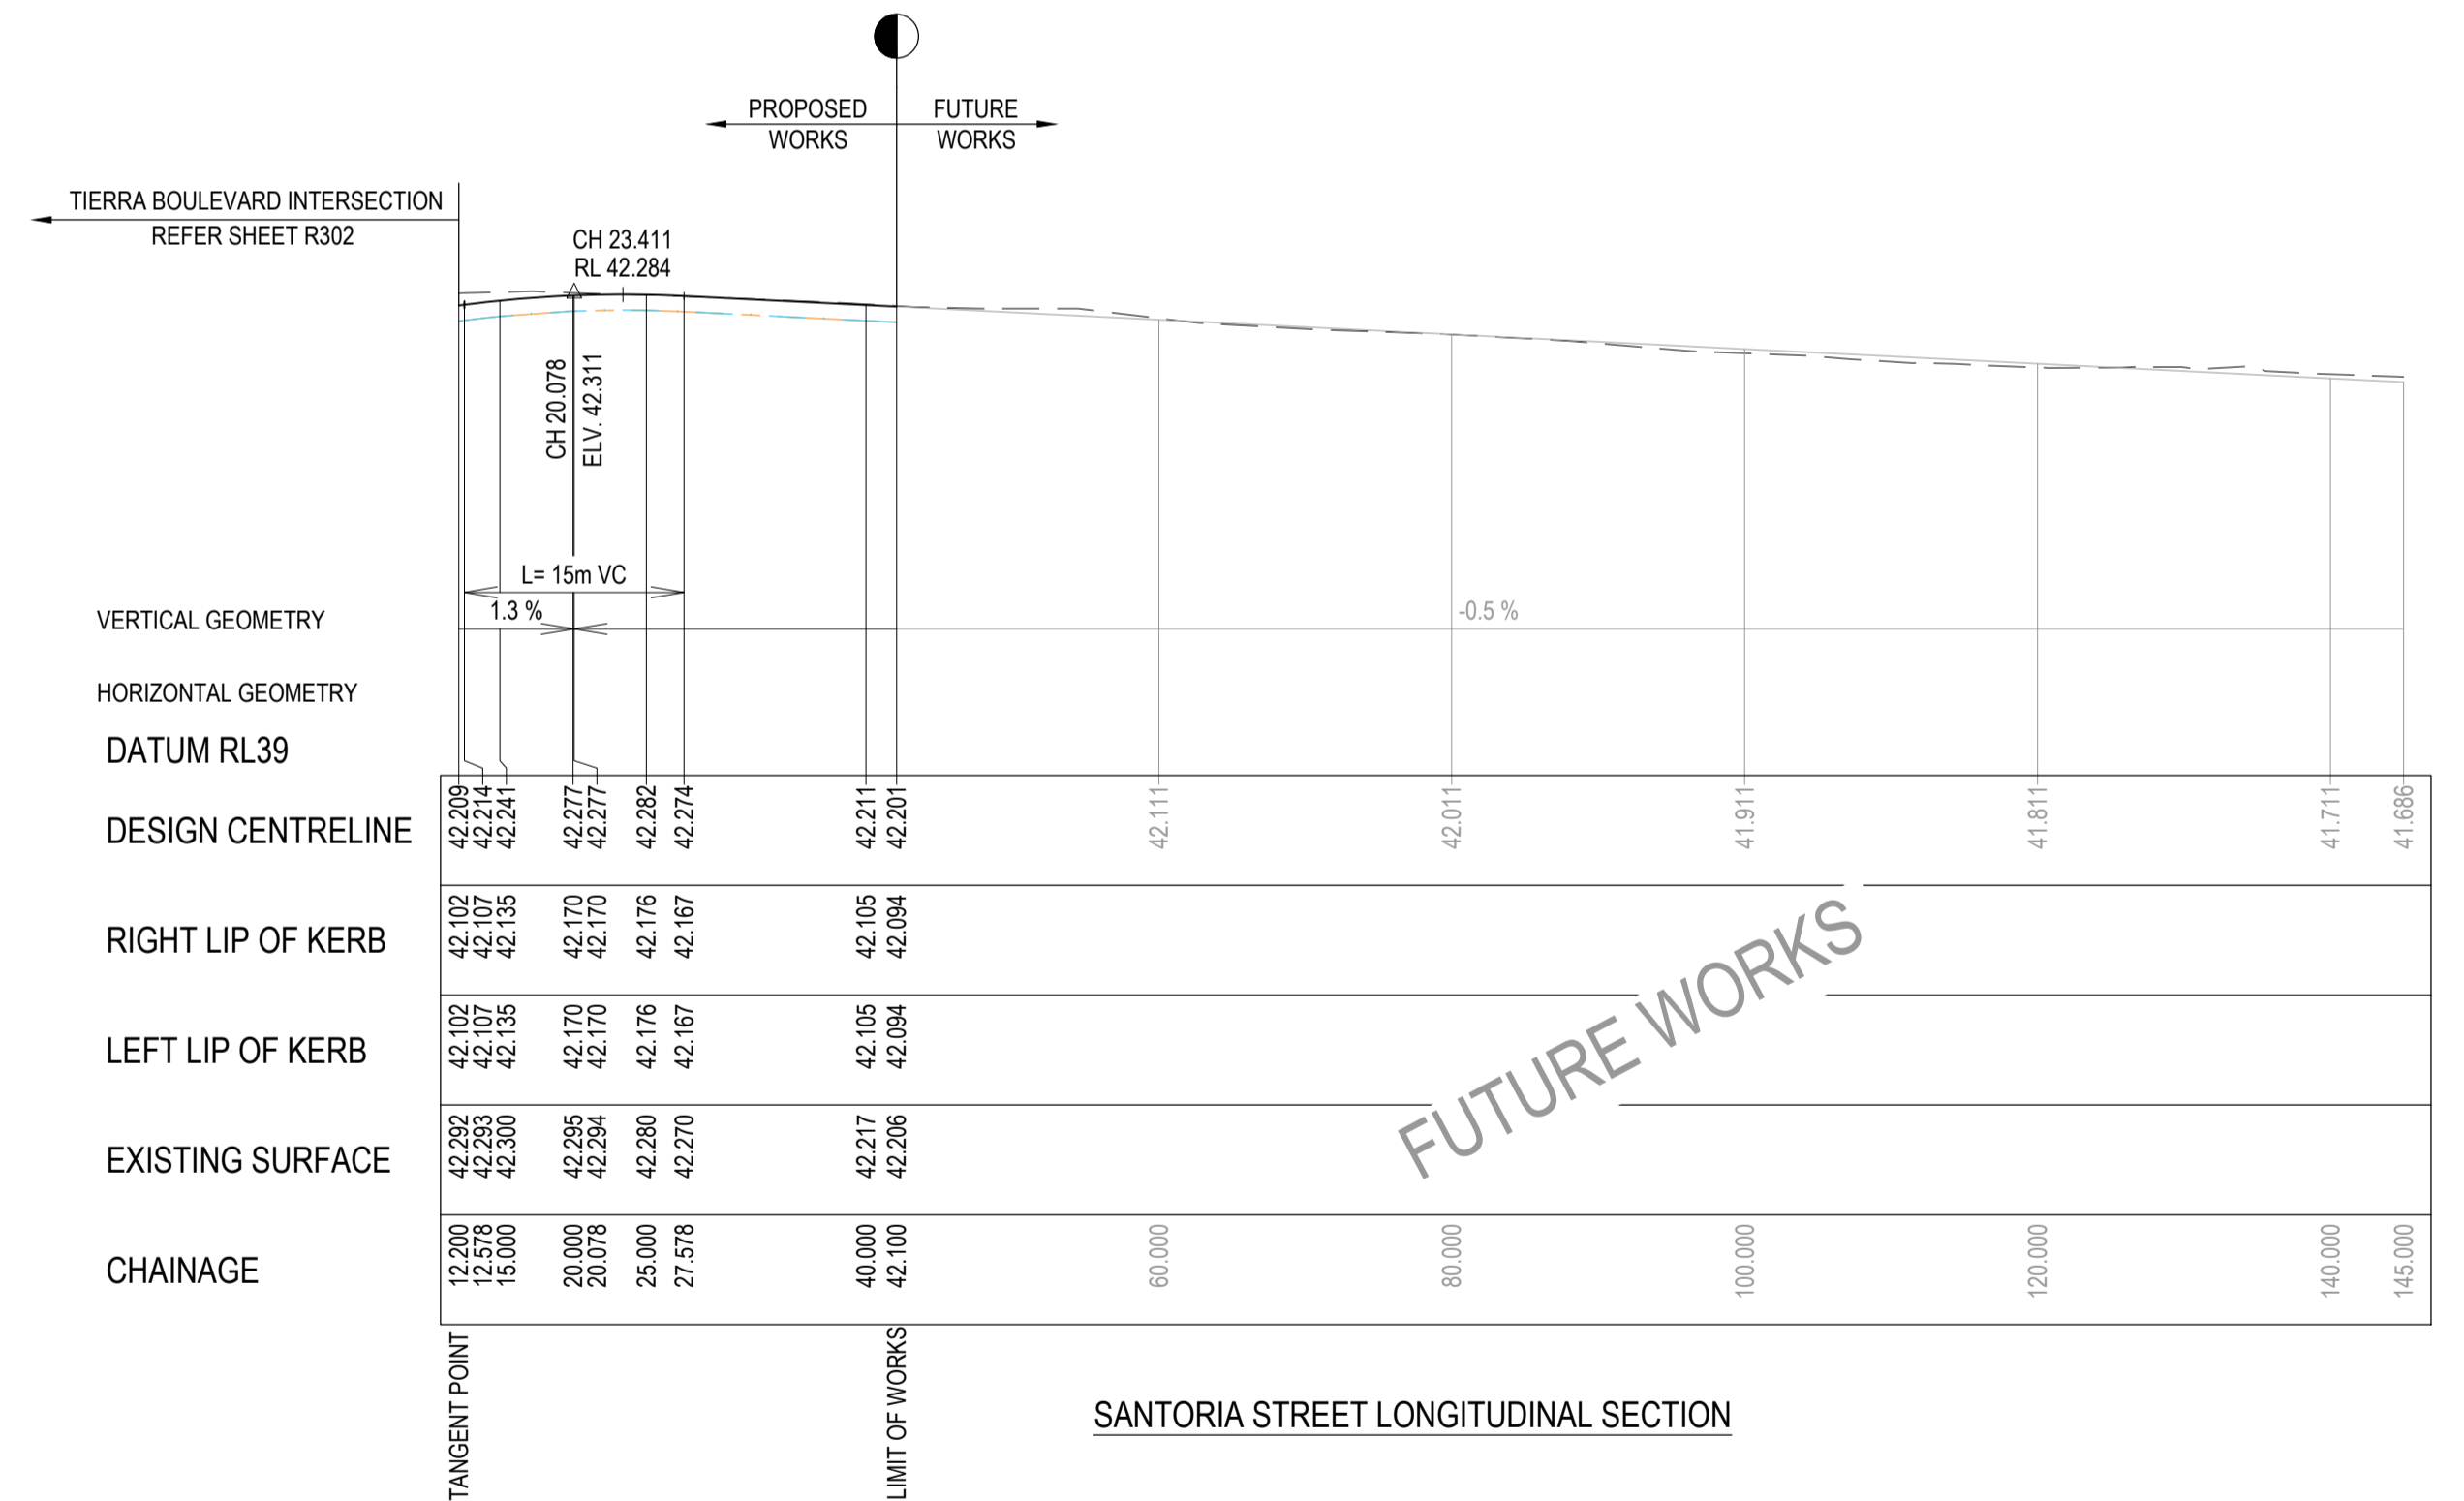 PROPOSED
WORKS
FUTURE
WORKS
TIERRA BOULEVARD INTERSECTION
REFER SHEET R302
CH 23.411
RL 42.284
CH 20.078
ELV. 42.311
L= 15m VC
1.3 %
-0.5 %
VERTICAL GEOMETRY
HORIZONTAL GEOMETRY
DATUM RL39
DESIGN CENTRELINE 42.209 42.214 42.241 42.277 42.277 42.282 42.274 42.211 42.201 42.111 42.011 41.911 41.811 41.711 41.686
RIGHT LIP OF KERB 42.102 42.107 42.135 42.170 42.170 42.176 42.167 42.105 42.094
LEFT LIP OF KERB 42.102 42.107 42.135 42.170 42.170 42.176 42.167 42.105 42.094
EXISTING SURFACE 42.292 42.293 42.300 42.295 42.294 42.280 42.270 42.217 42.206
CHAINAGE 12.200 12.578 15.000 20.000 20.078 25.000 27.578 40.000 42.100 60.000 80.000 100.000 120.000 140.000 145.000
FUTURE WORKS
TANGENT POINT
LIMIT OF WORKS
SANTORIA STREET LONGITUDINAL SECTION